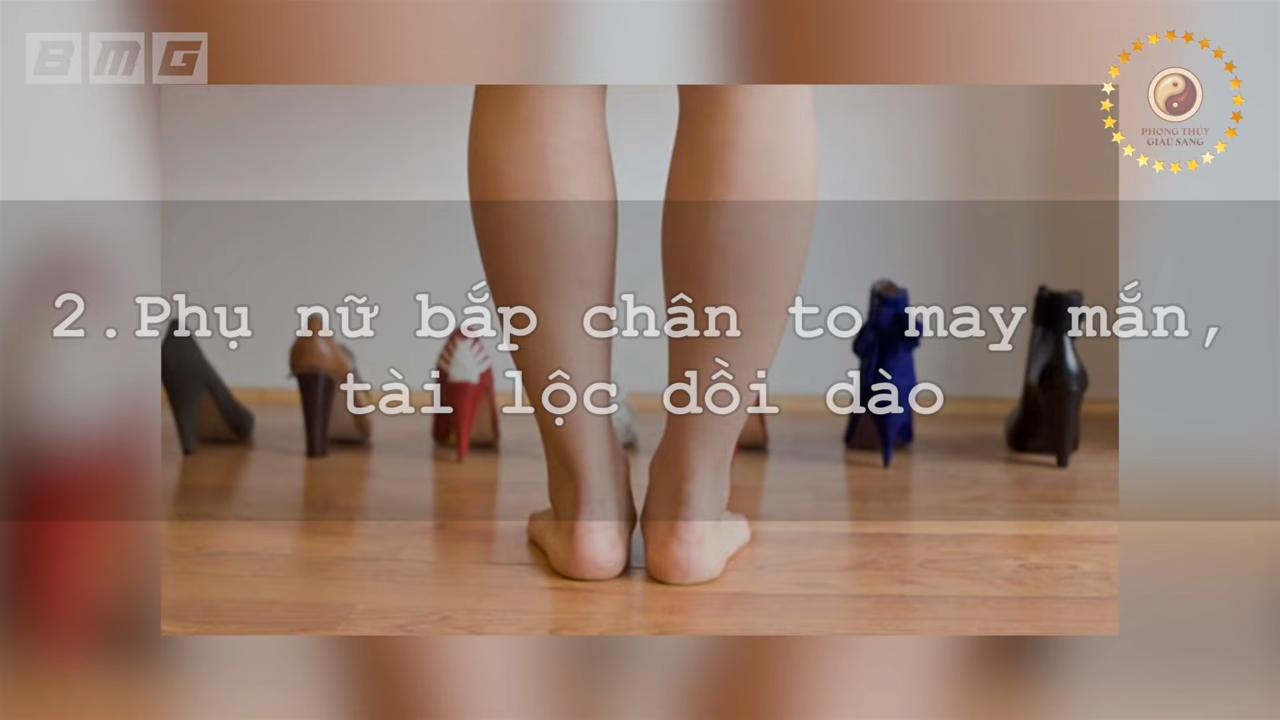 BMG
PHONG THỦY
GIÀU SANG
2.Phụ nữ bắp chân to may mắn,
tài lộc dồi dào